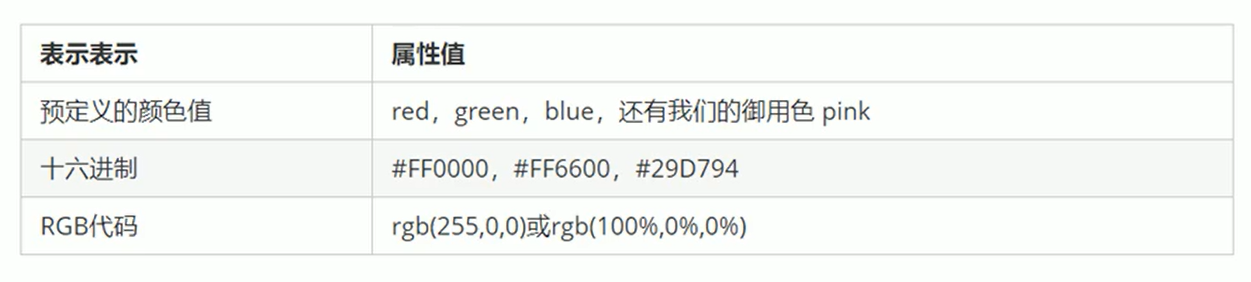 表示表示 属性值
预定义的颜色值 red，green，blue，还有我们的御用色 pink
十六进制 #FF0000，#FF6600，#29D794
RGB代码 rgb(255,0,0)或rgb(100%,0%,0%)